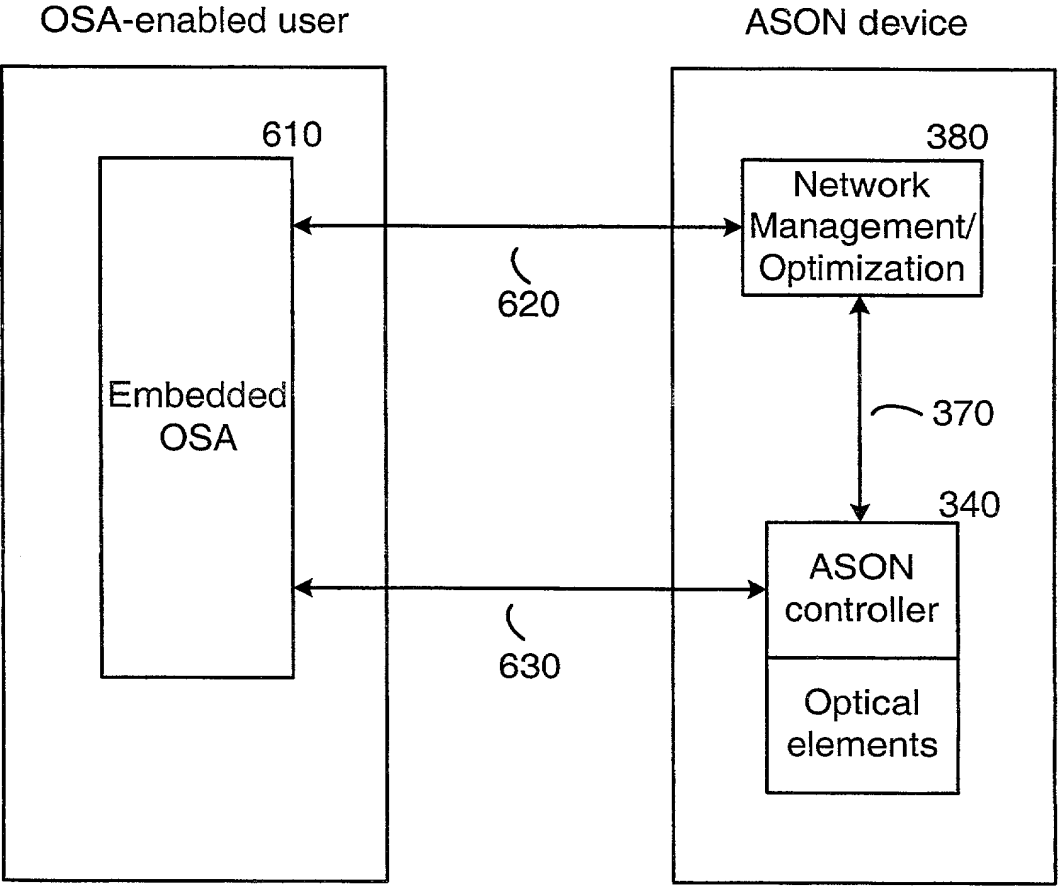 OSA-enabled user
ASON device
610
380
Network
Management/
Optimization
620
Embedded
OSA
370
340
ASON
controller
630
Optical
elements